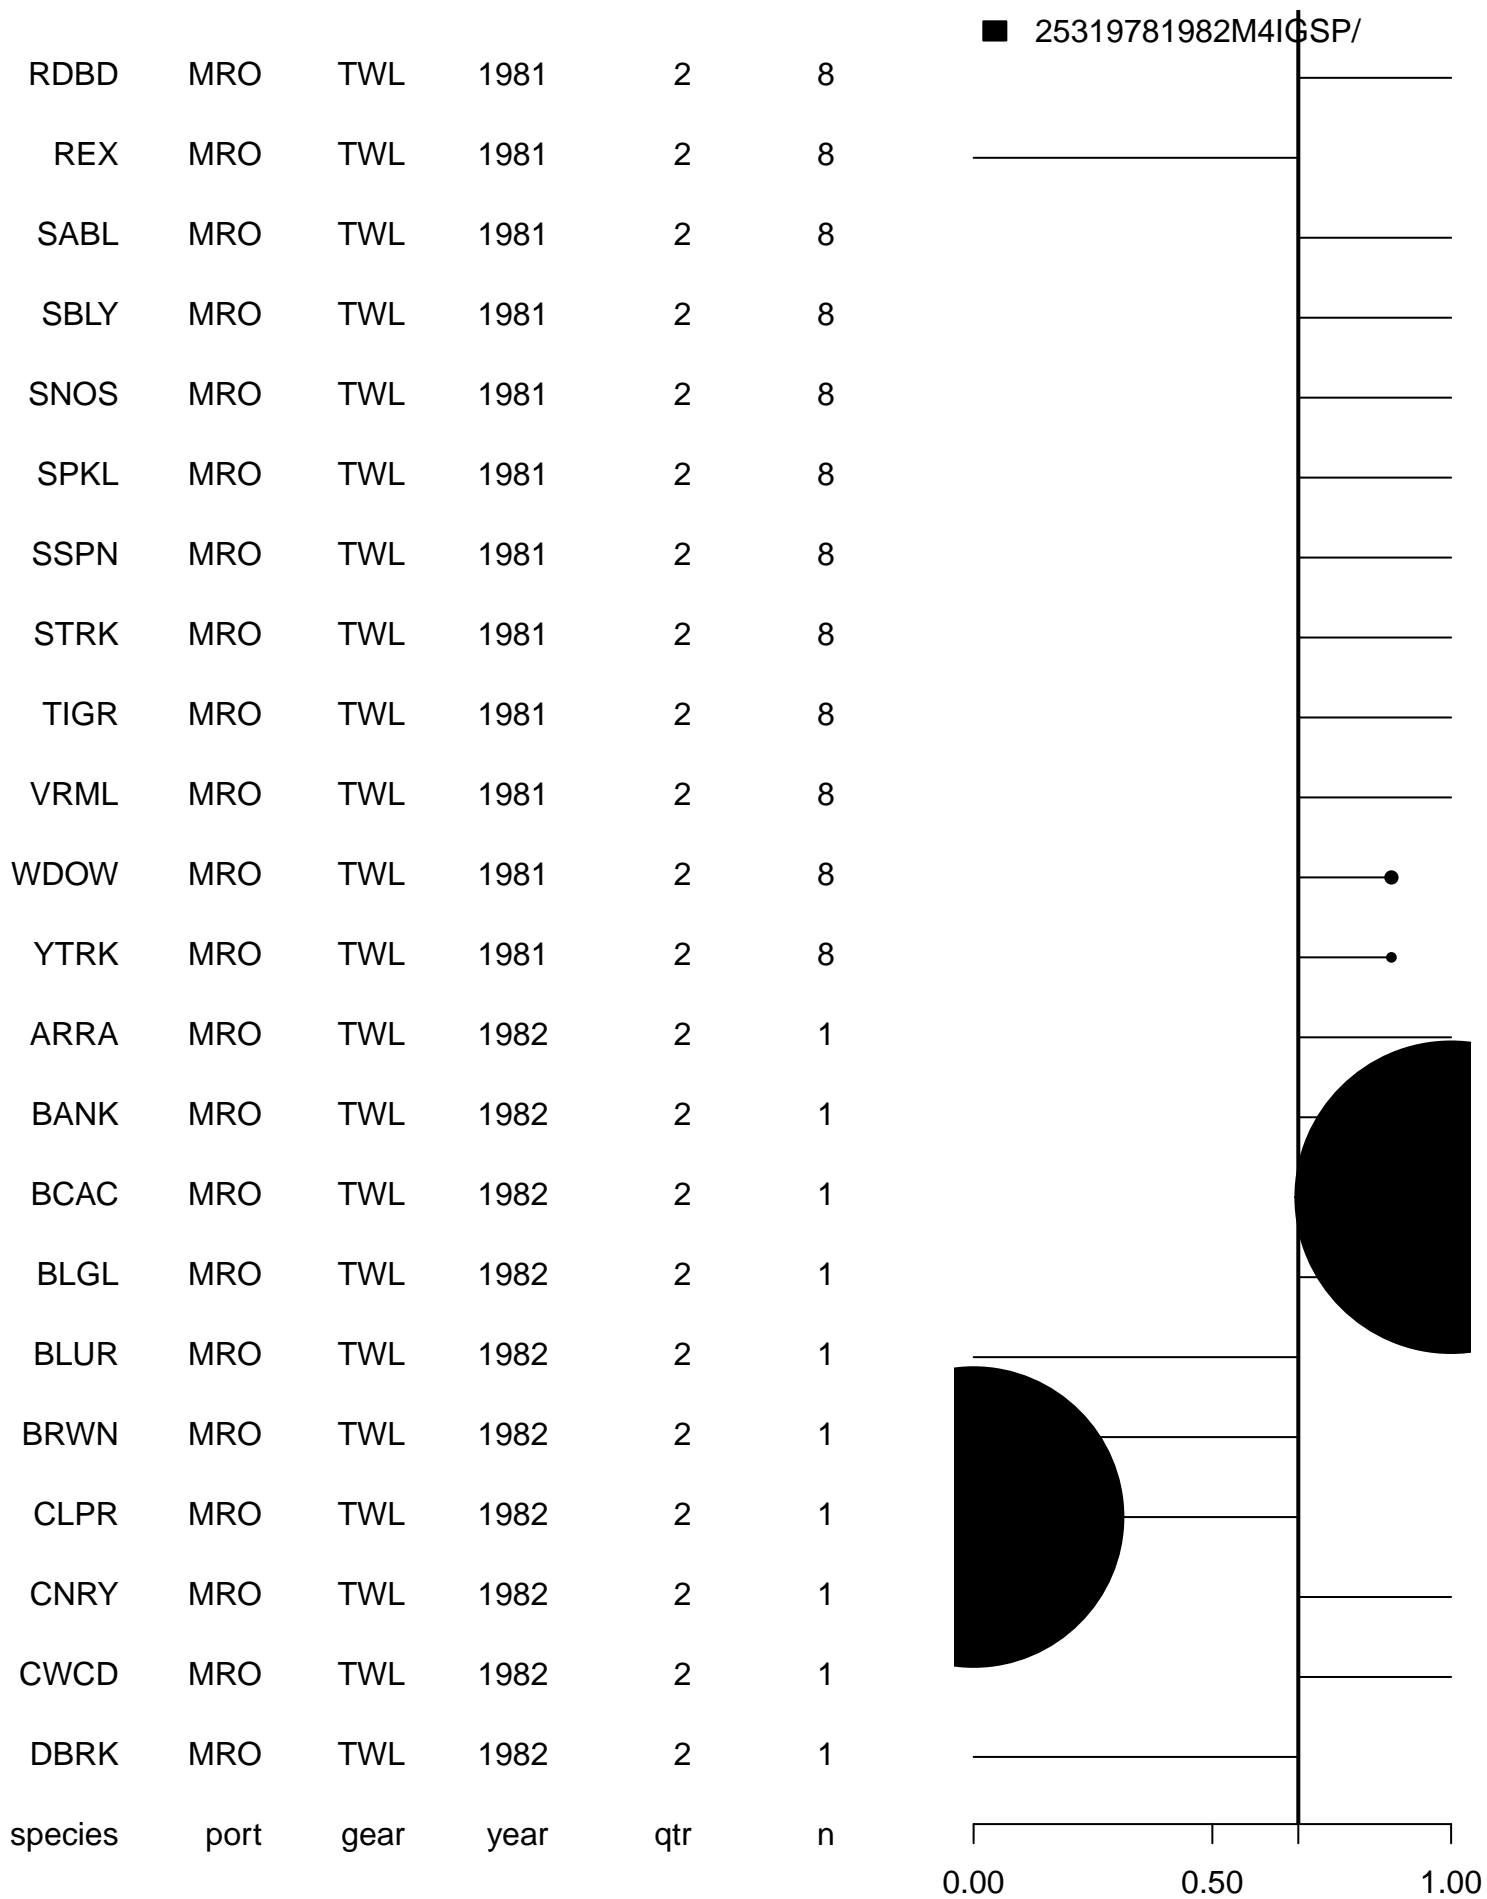 25319781982M4IGSP/
RDBD MRO TWL 1981 2 8
REX MRO TWL 1981 2 8
SABL MRO TWL 1981 2 8
SBLY MRO TWL 1981 2 8
SNOS MRO TWL 1981 2 8
SPKL MRO TWL 1981 2 8
SSPN MRO TWL 1981 2 8
STRK MRO TWL 1981 2 8
TIGR MRO TWL 1981 2 8
VRML MRO TWL 1981 2 8
WDOW MRO TWL 1981 2 8
YTRK MRO TWL 1981 2 8
ARRA MRO TWL 1982 2 1
BANK MRO TWL 1982 2 1
BCAC MRO TWL 1982 2 1
BLGL MRO TWL 1982 2 1
BLUR MRO TWL 1982 2 1
BRWN MRO TWL 1982 2 1
CLPR MRO TWL 1982 2 1
CNRY MRO TWL 1982 2 1
CWCD MRO TWL 1982 2 1
DBRK MRO TWL 1982 2 1
species port gear year qtr n
0.00 0.50 1.00